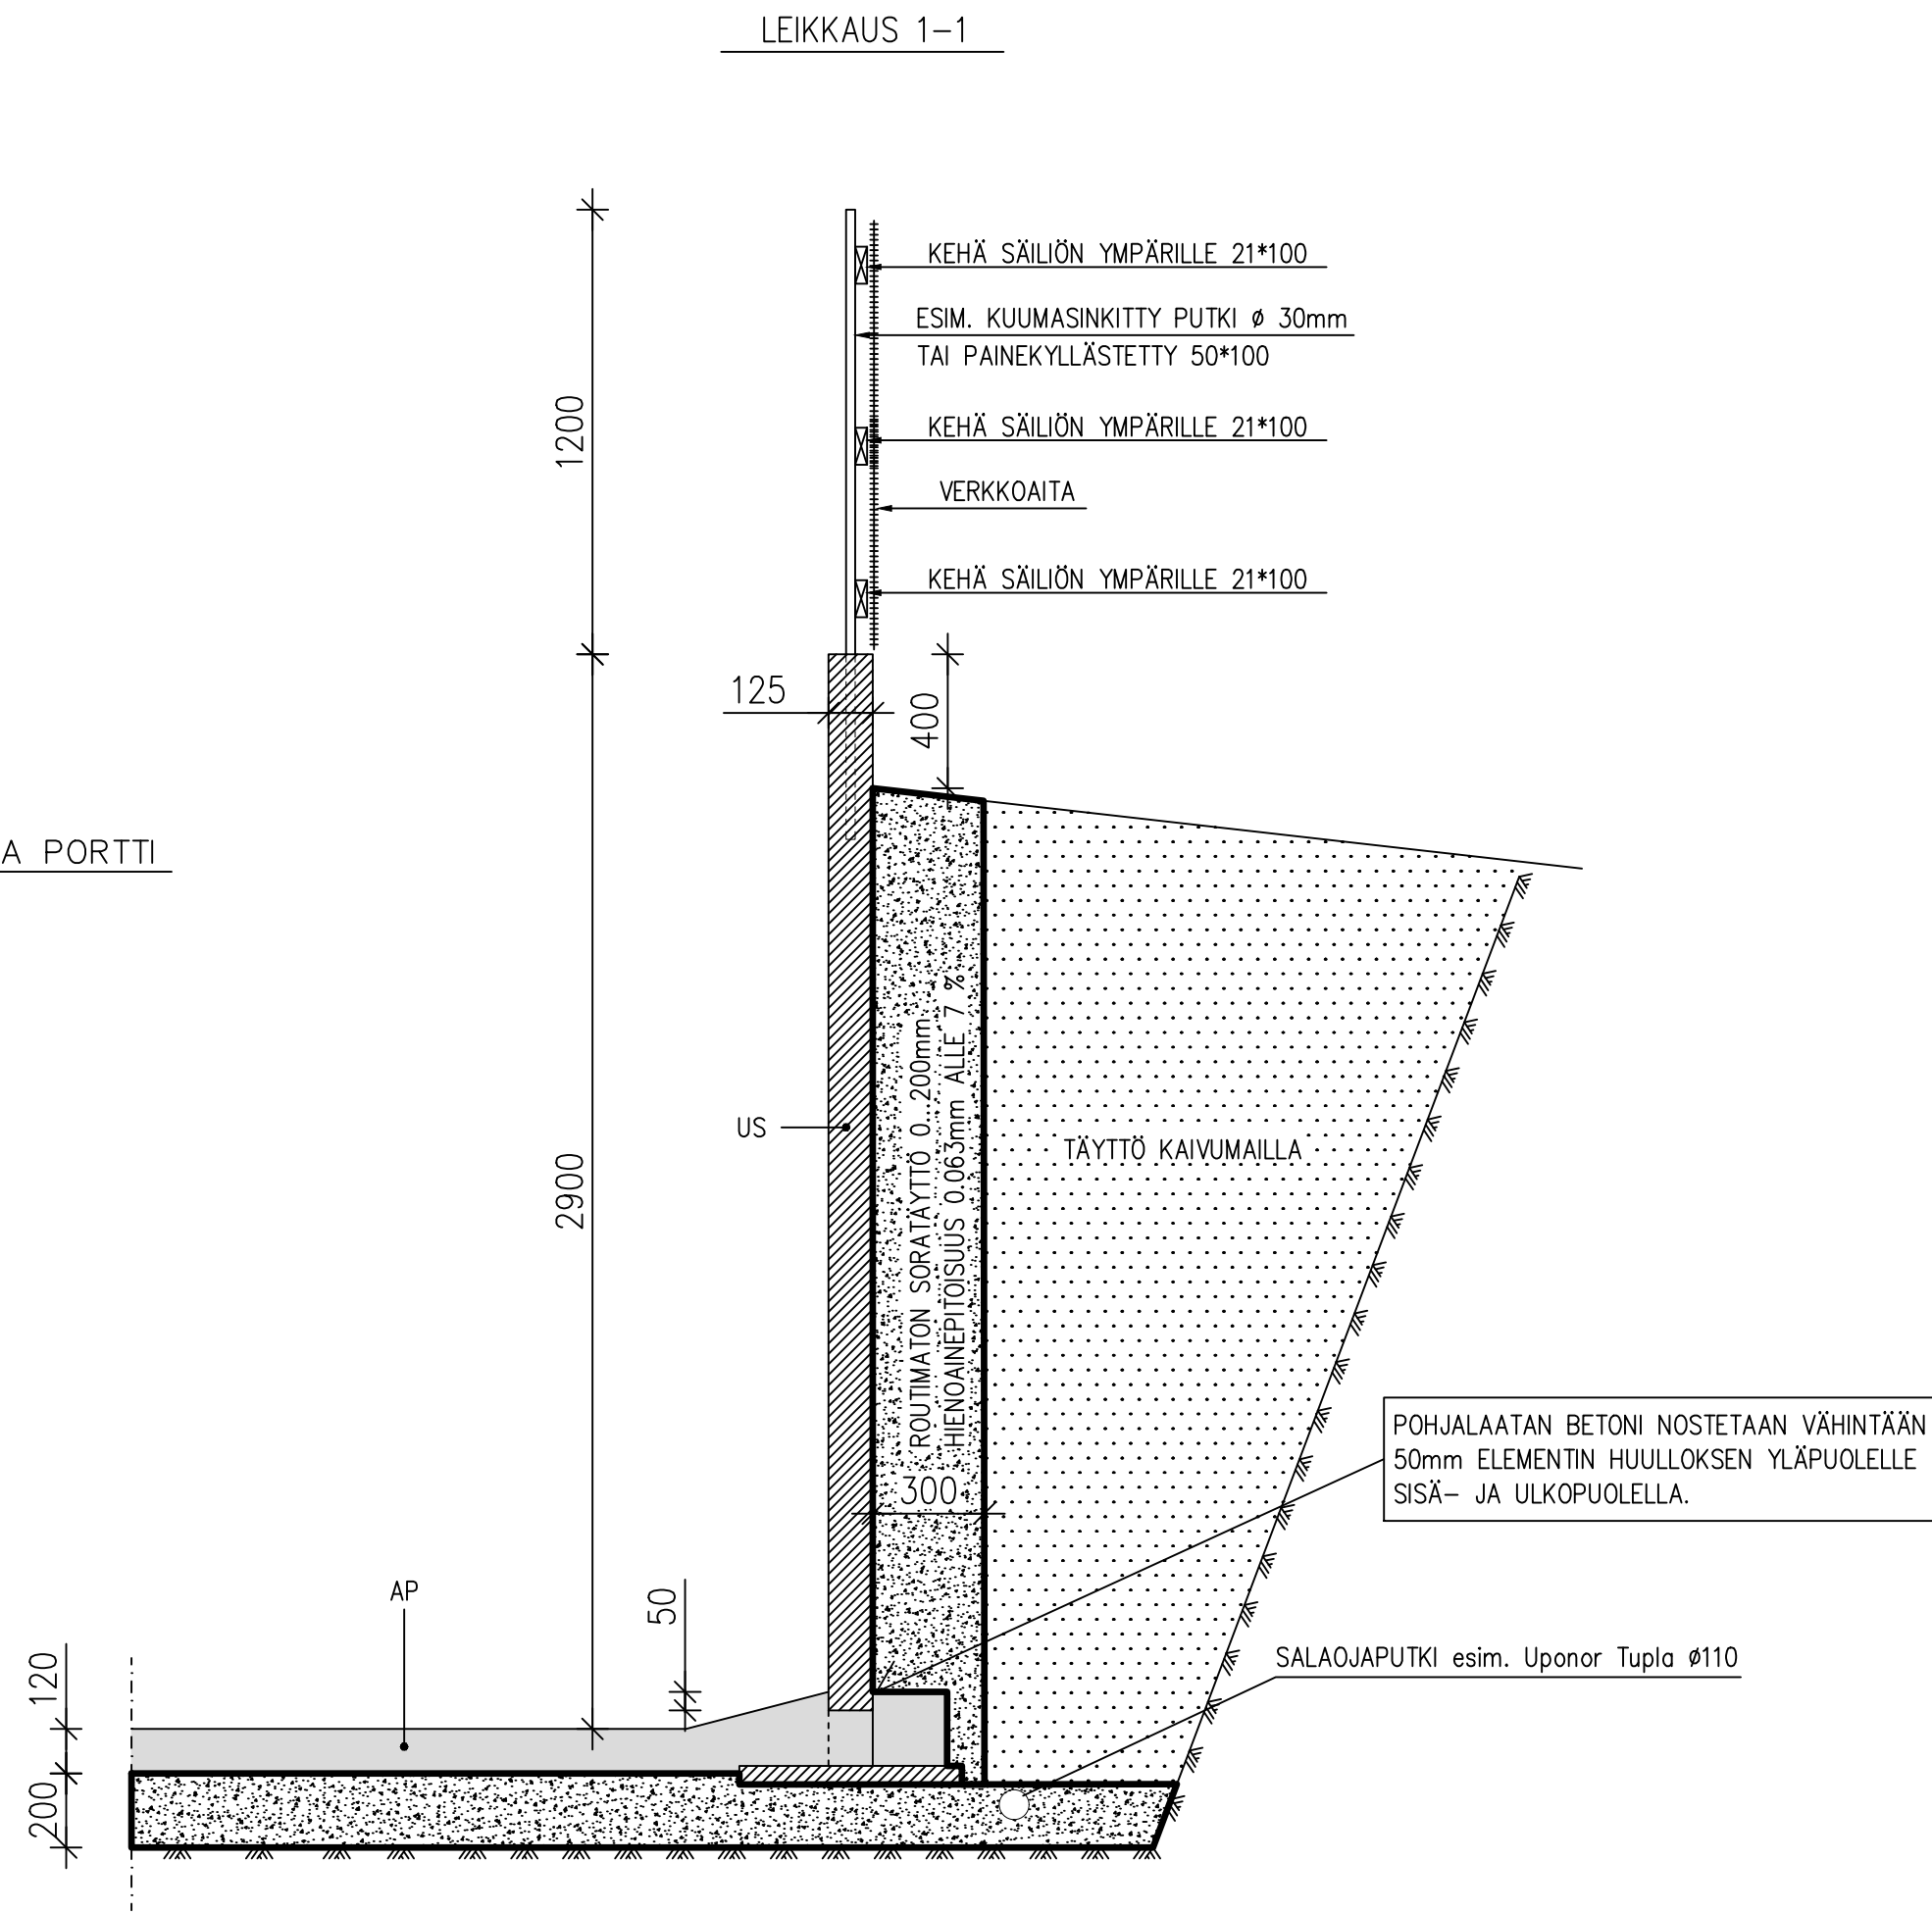 LEIKKAUS 1-1
KEHÄ SÄILIÖN YMPÄRILLE 21*100
ESIM. KUUMASINKITTY PUTKI ø 30mm
TAI PAINEKYLLÄSTETTY 50*100
1200
KEHÄ SÄILIÖN YMPÄRILLE 21*100
VERKKOAITA
KEHÄ SÄILIÖN YMPÄRILLE 21*100
125
400
A PORTTI
ROUTIMATON SORATÄYTTÖ 0..200mm
HIENOAINEPITOISUUS 0.063mm ALLE 7 %
US
TÄYTTÖ KAIVUMAILLA
2900
POHJALAATAN BETONI NOSTETAAN VÄHINTÄÄN
50mm ELEMENTIN HUULLOKSEN YLÄPUOLELLE
SISÄ- JA ULKOPUOLELLA.
300
AP
50
SALAOJAPUTKI esim. Uponor Tupla ø110
120
200